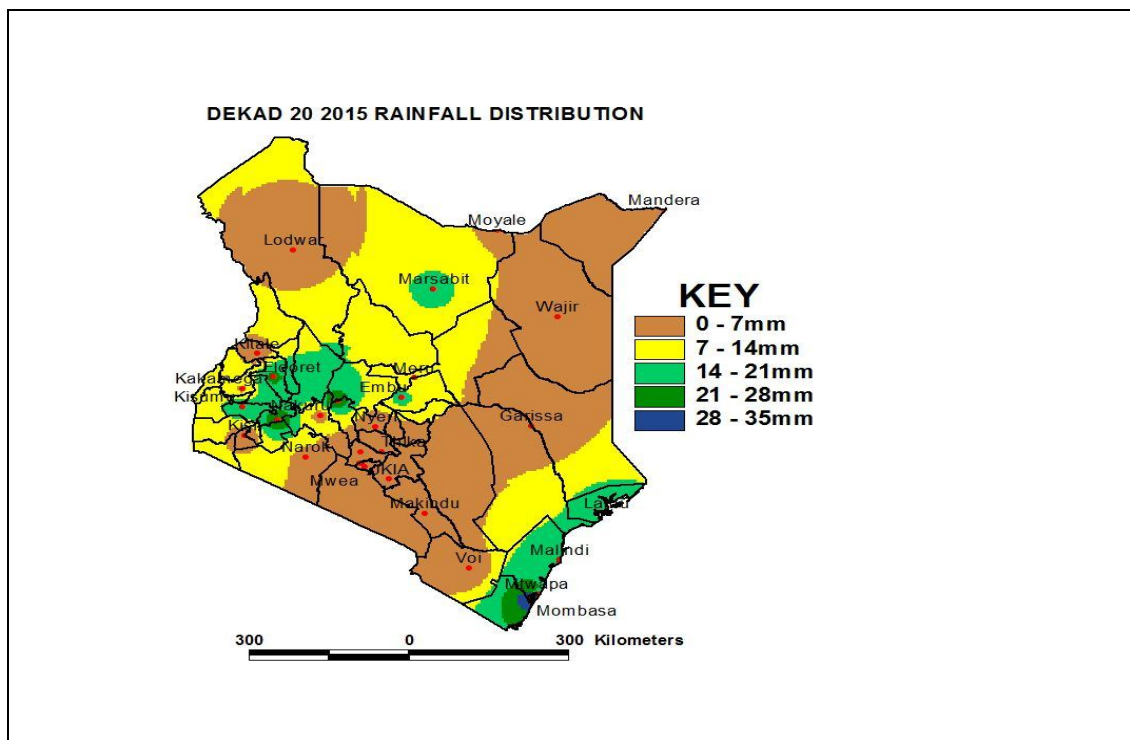 DEKAD 20 2015 RAINFALL DISTRIBUTION
Mandera
Moyale
Lodwar
Marsabit
Wajir
KEY
0 - 7mm
7 - 14mm
14 - 21mm
21 - 28mm
28 - 35mm
Kitale
Eldoret
Meru
Kakamega
Embu
Kisumu
Nakuru
Nyeri
Garissa
Kisii
Narok
Thika
Mwea
JKIA
Makindu
Lamu
Voi
Malindi
Mtwapa
Mombasa
300 0 300 Kilometers